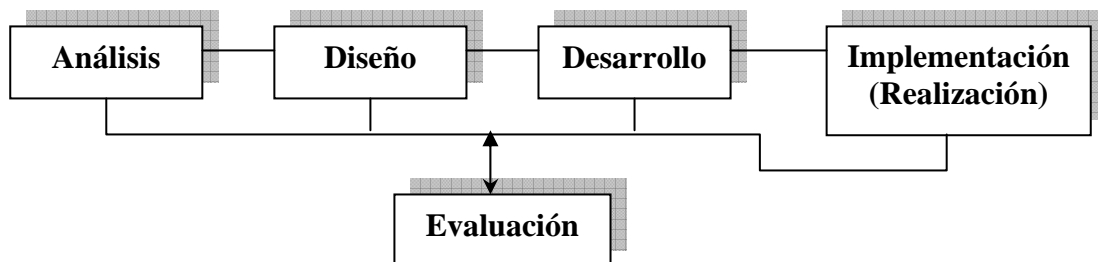 Análisis
Diseño
Desarrollo
Implementación
(Realización)
Evaluación